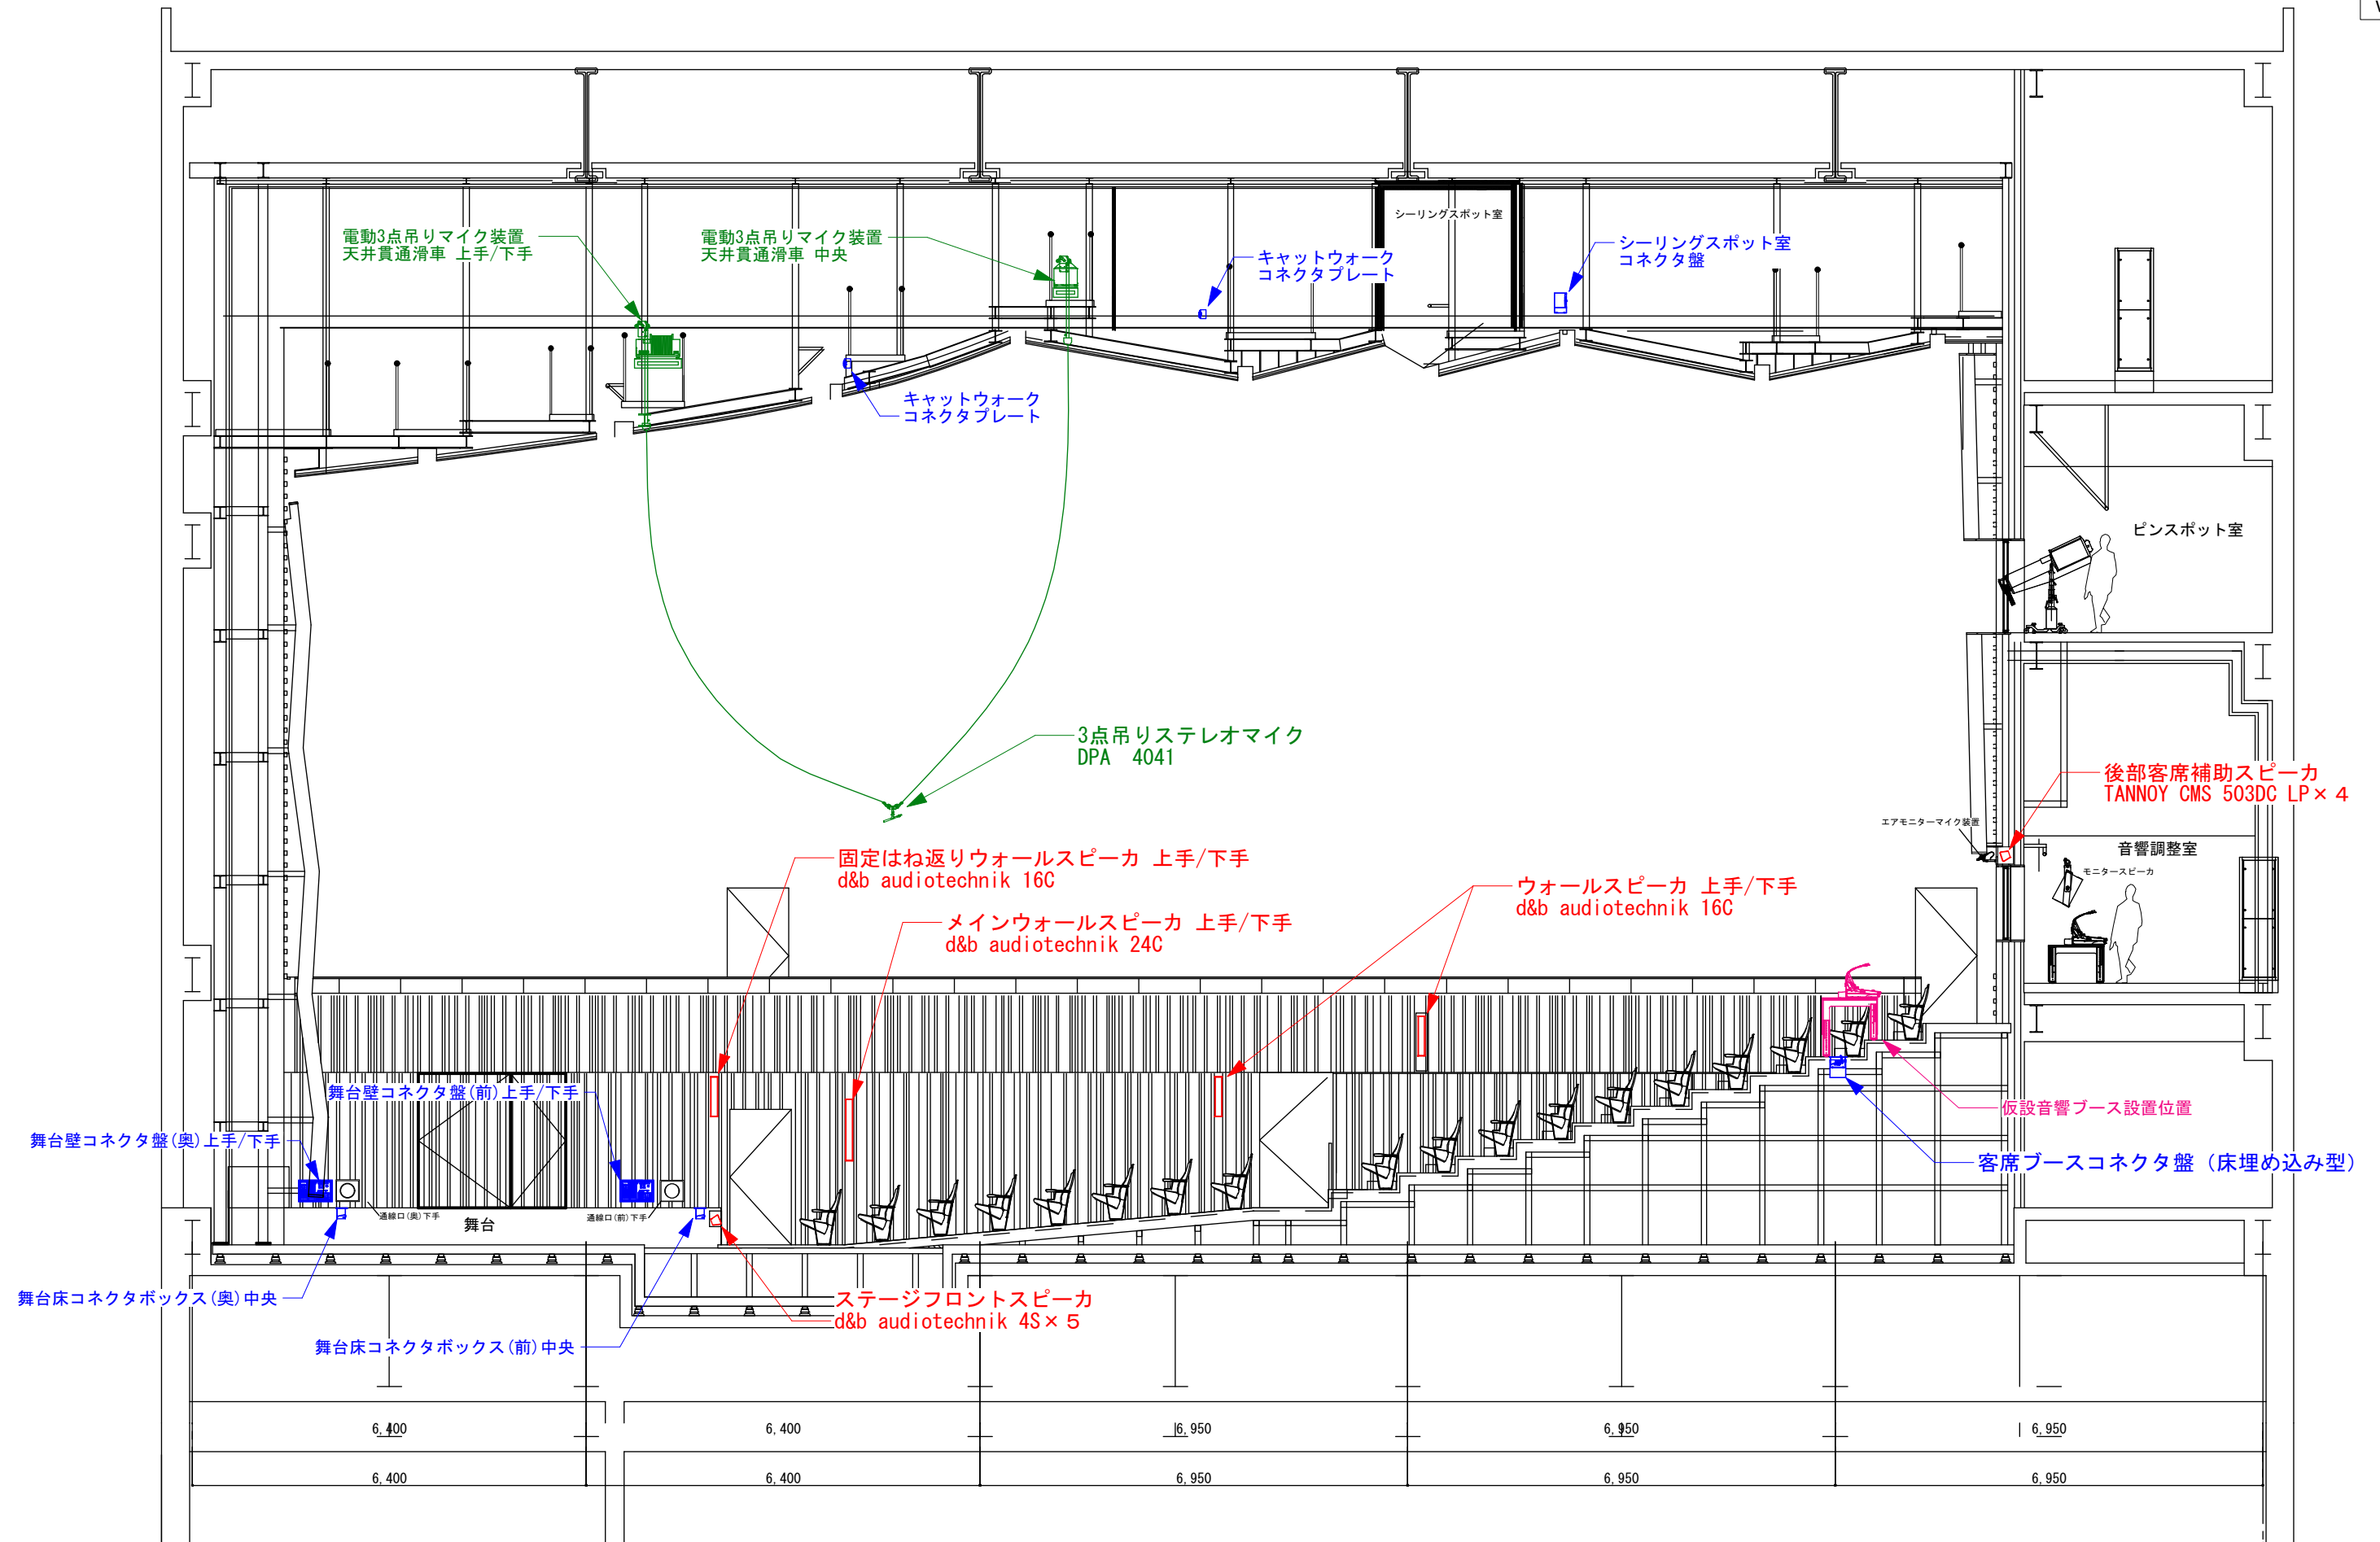 シーリングスポット室
電動3点吊りマイク装置
天井貫通滑車 上手/下手
電動3点吊りマイク装置
天井貫通滑車 中央
キャットウォーク
コネクタプレート
シーリングスポット室
コネクタ盤
キャットウォーク
コネクタプレート
ピンスポット室
3点吊りステレオマイク
DPA 4041
後部客席補助スピーカ
TANNOY CMS 503DC LP×4
エアモニターマイク装置
音響調整室
モニタースピーカ
固定はね返りウォールスピーカ 上手/下手
d&b audiotechnik 16C
ウォールスピーカ 上手/下手
d&b audiotechnik 16C
メインウォールスピーカ 上手/下手
d&b audiotechnik 24C
舞台壁コネクタ盤(前)上手/下手
仮設音響ブース設置位置
舞台壁コネクタ盤(奥)上手/下手
客席ブースコネクタ盤（床埋め込み型）
通線口(奥)下手
舞台
通線口(前)下手
舞台床コネクタボックス(奥)中央
ステージフロントスピーカ
d&b audiotechnik 4S×5
舞台床コネクタボックス(前)中央
6,400
6,400
6,950
6,950
6,950
6,400
6,400
6,950
6,950
6,950